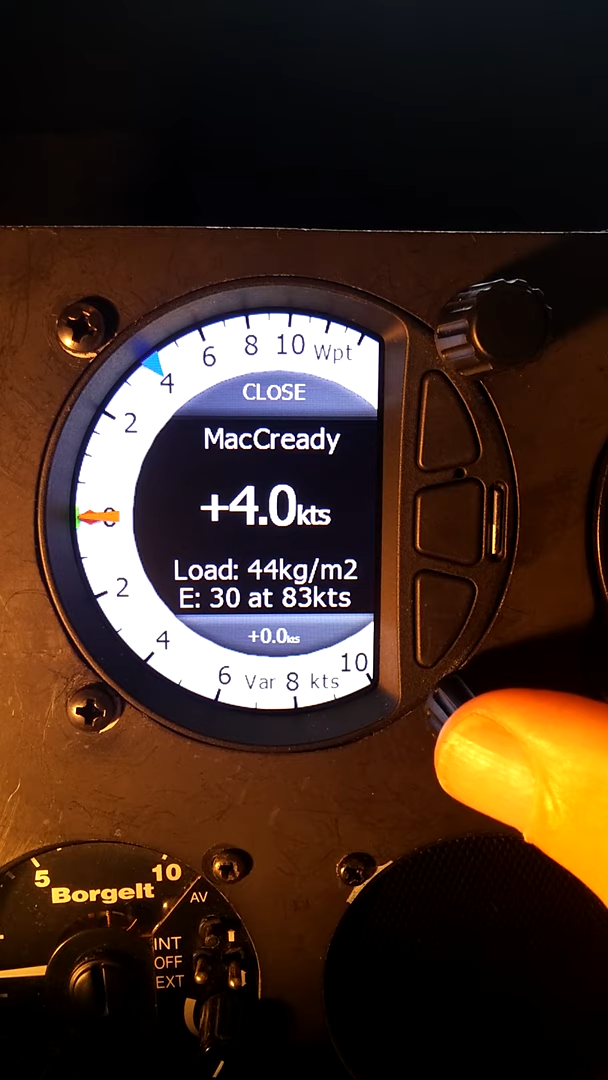 6 8 10 Wpt
4
2
0
2
4
6 Var 8 kts 10
CLOSE
MacCready
+4.0kts
Load: 44kg/m2
E: 30 at 83kts
+0.0kts
5 10
Borgelt
AV
INT
OFF
EXT